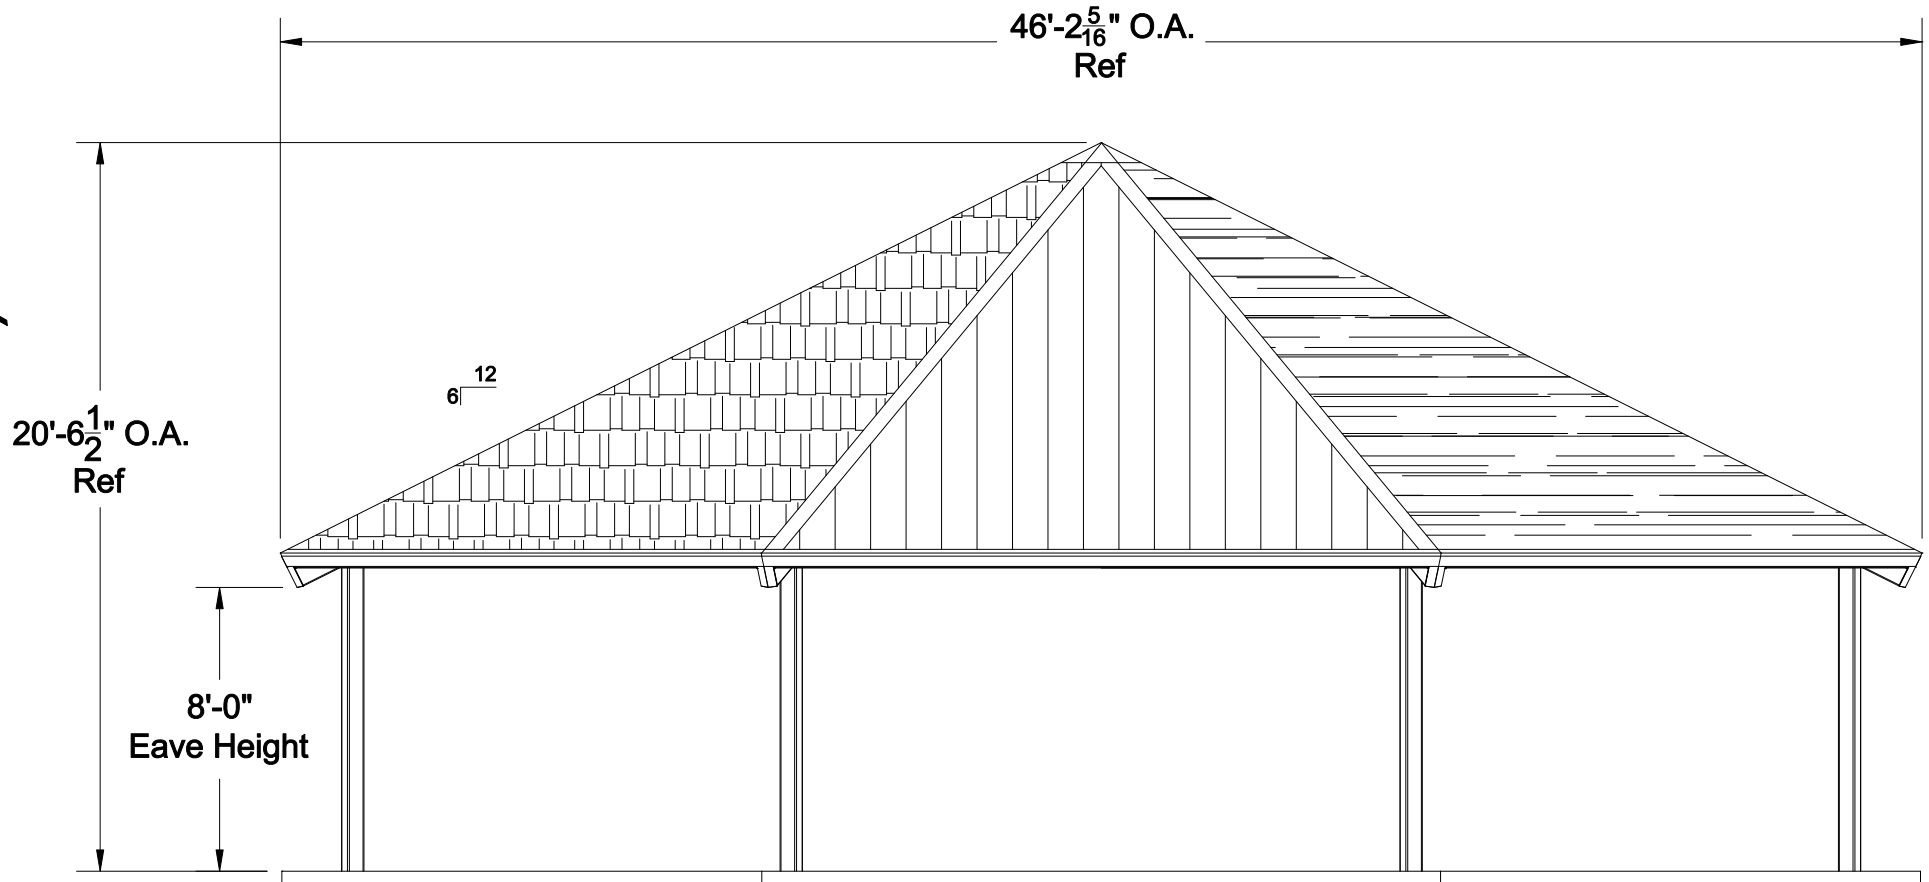 46'-2 5/16" O.A.
Ref
12
6
20'-6 1/2" O.A.
Ref
8'-0"
Eave Height